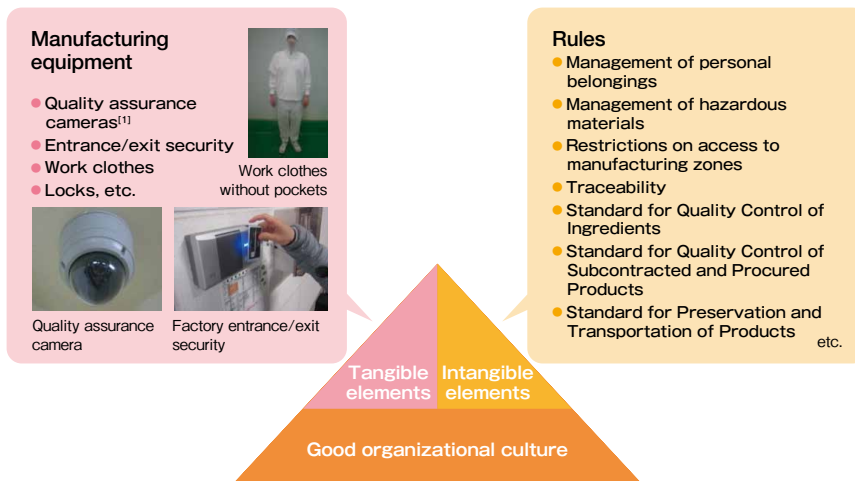 Manufacturing
equipment
● Quality assurance
cameras[1]
● Entrance/exit security
● Work clothes
● Locks, etc.
Work clothes
without pockets
Quality assurance
camera
Factory entrance/exit
security
Rules
● Management of personal
belongings
● Management of hazardous
materials
● Restrictions on access to
manufacturing zones
● Traceability
● Standard for Quality Control of
Ingredients
● Standard for Quality Control of
Subcontracted and Procured
Products
● Standard for Preservation and
Transportation of Products
etc.
Tangible
elements
Intangible
elements
Good organizational culture